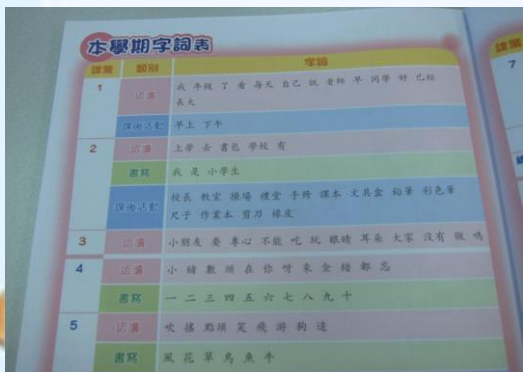 本學期字詞表
課業 類別 字詞
1 認讀 我 年級 了 看 每天 自己 說 老師 早 同學 好 已經
長大
課後活動 早上 下午
2 認讀 上學 去 書包 學校 有
書寫 我 是 小學生
課後活動 校長 教室 操場 禮堂 手冊 課本 文具盒 鉛筆 彩色筆
尺子 作業本 剪刀 橡皮
3 認讀 小朋友 要 專心 不能 吃 玩 眼睛 耳朵 大家 沒有 做 嗎
4 認讀 小 豬 數 在 你 呀 來 錯 都 忘
書寫 一 二 三 四 五 六 七 八 九 十
5 認讀 吹 搖 點頭 笑 飛 游
書寫 風 花 草 鳥 魚 牛
課業
7